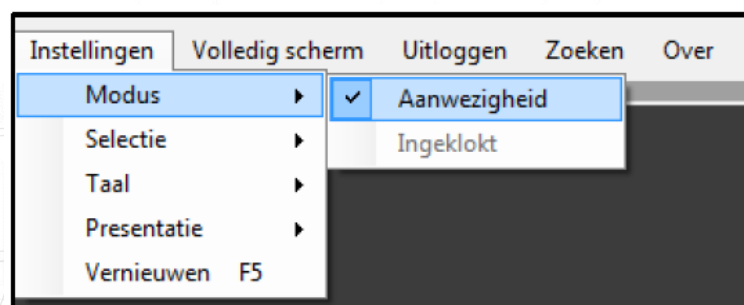 Instellingen Volledig scherm Uitloggen Zoeken Over
Modus Aanwezigheid
Selectie Ingeklokt
Taal
Presentatie
Vernieuwen F5